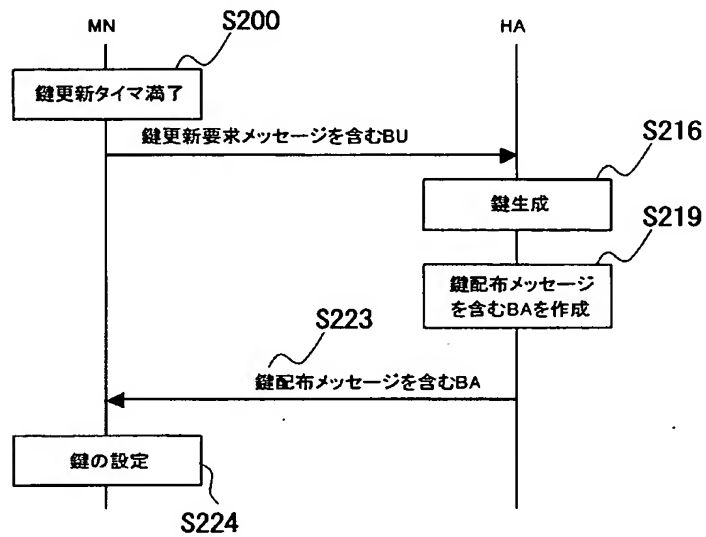 MN
S200
HA
鍵更新タイマ満了
鍵更新要求メッセージを含むBU
S216
鍵生成
S219
鍵配布メッセージ
を含むBAを作成
S223
鍵配布メッセージを含むBA
鍵の設定
S224